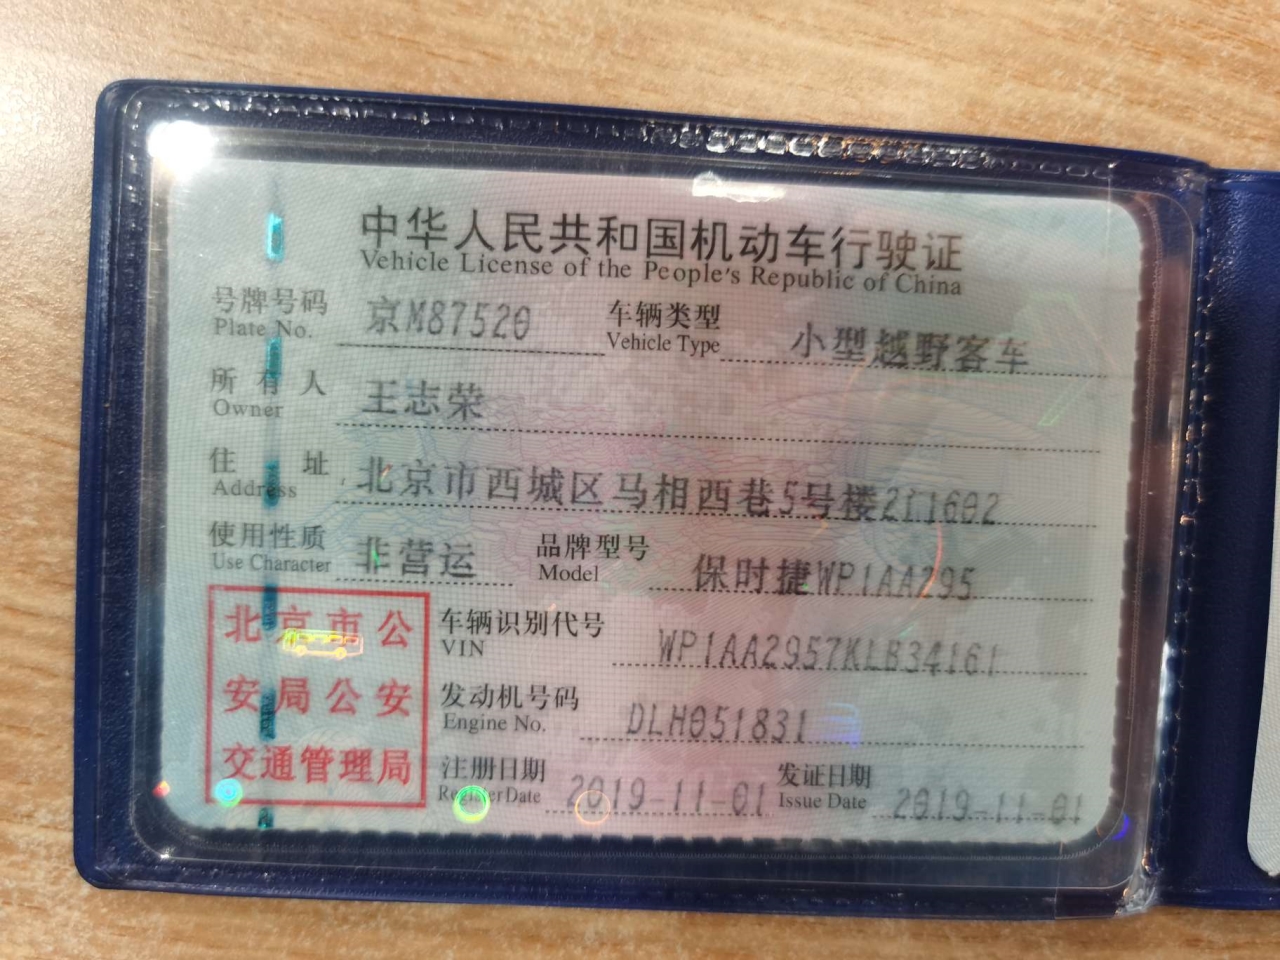 中华人民共和国机动车行驶证
Vehicle License of the People's Republic of China
号牌号码 京M87520 车辆类型 小型越野客车
Plate No. Vehicle Type
所有人 王志荣
Owner
住址 北京市西城区马相西巷5号楼2门1602
Address
使用性质 非营运 品牌型号 保时捷WP1AA295
Use Character Model
北京市公
安局公安
交通管理局
车辆识别代号 WP1AA2957KLB34161
VIN
发动机号码 DLH051831
Engine No.
注册日期 2019-11-01 发证日期 2019-11-01
Register Date Issue Date